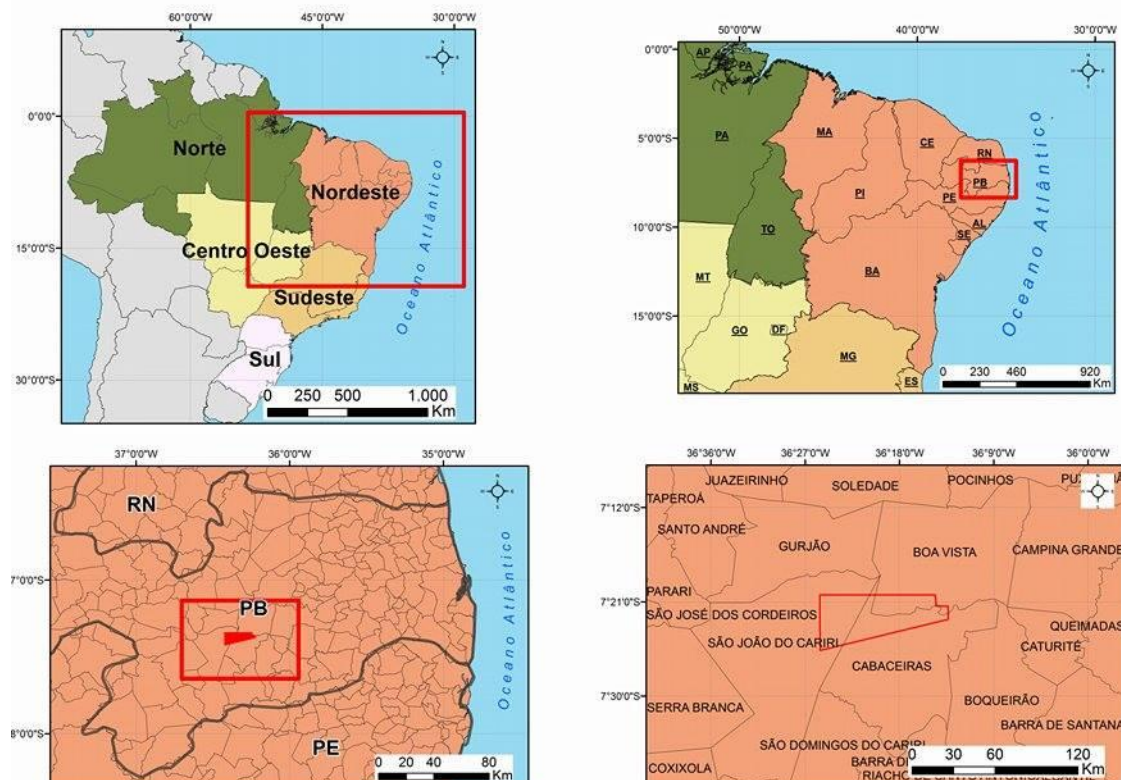 60°0'0"W 45°0'0"W 30°0'0"W
0°0'0"
15°0'0"S
30°0'0"S
Norte
Nordeste
Centro Oeste
Sudeste
Sul
Oceano Atlântico
0 250 500 1.000
Km
50°0'0"W 40°0'0"W 30°0'0"W
0°0'0"
5°0'0"S
10°0'0"S
15°0'0"S
AP
PA
PA
MA
CE
RN
PB
PI
PE
TO
AL
SE
MT
BA
GO
DF
MG
MS
ES
Oceano Atlântico
0 230 460 920
Km
37°0'0"W 36°0'0"W 35°0'0"W
7°0'0"S
8°0'0"S
RN
PB
PE
Oceano Atlântico
0 20 40 80
Km
36°36'0"W 36°27'0"W 36°18'0"W 36°9'0"W 36°0'0"W
7°12'0"S
7°21'0"S
7°30'0"S
JUAZEIRINHO
SOLEDADE
POCINHOS
TAPEROÁ
SANTO ANDRÉ
GURJÃO
BOA VISTA
CAMPINA GRANDE
PARARI
SÃO JOSÉ DOS CORDEIROS
QUEIMADAS
SÃO JOÃO DO CARIRI
CATURITÉ
CABACEIRAS
SERRA BRANCA
BOQUEIRÃO
BARRA DE SANTANA
SÃO DOMINGOS DO CARIRI
COXIXOLA
0 30 60 120
Km